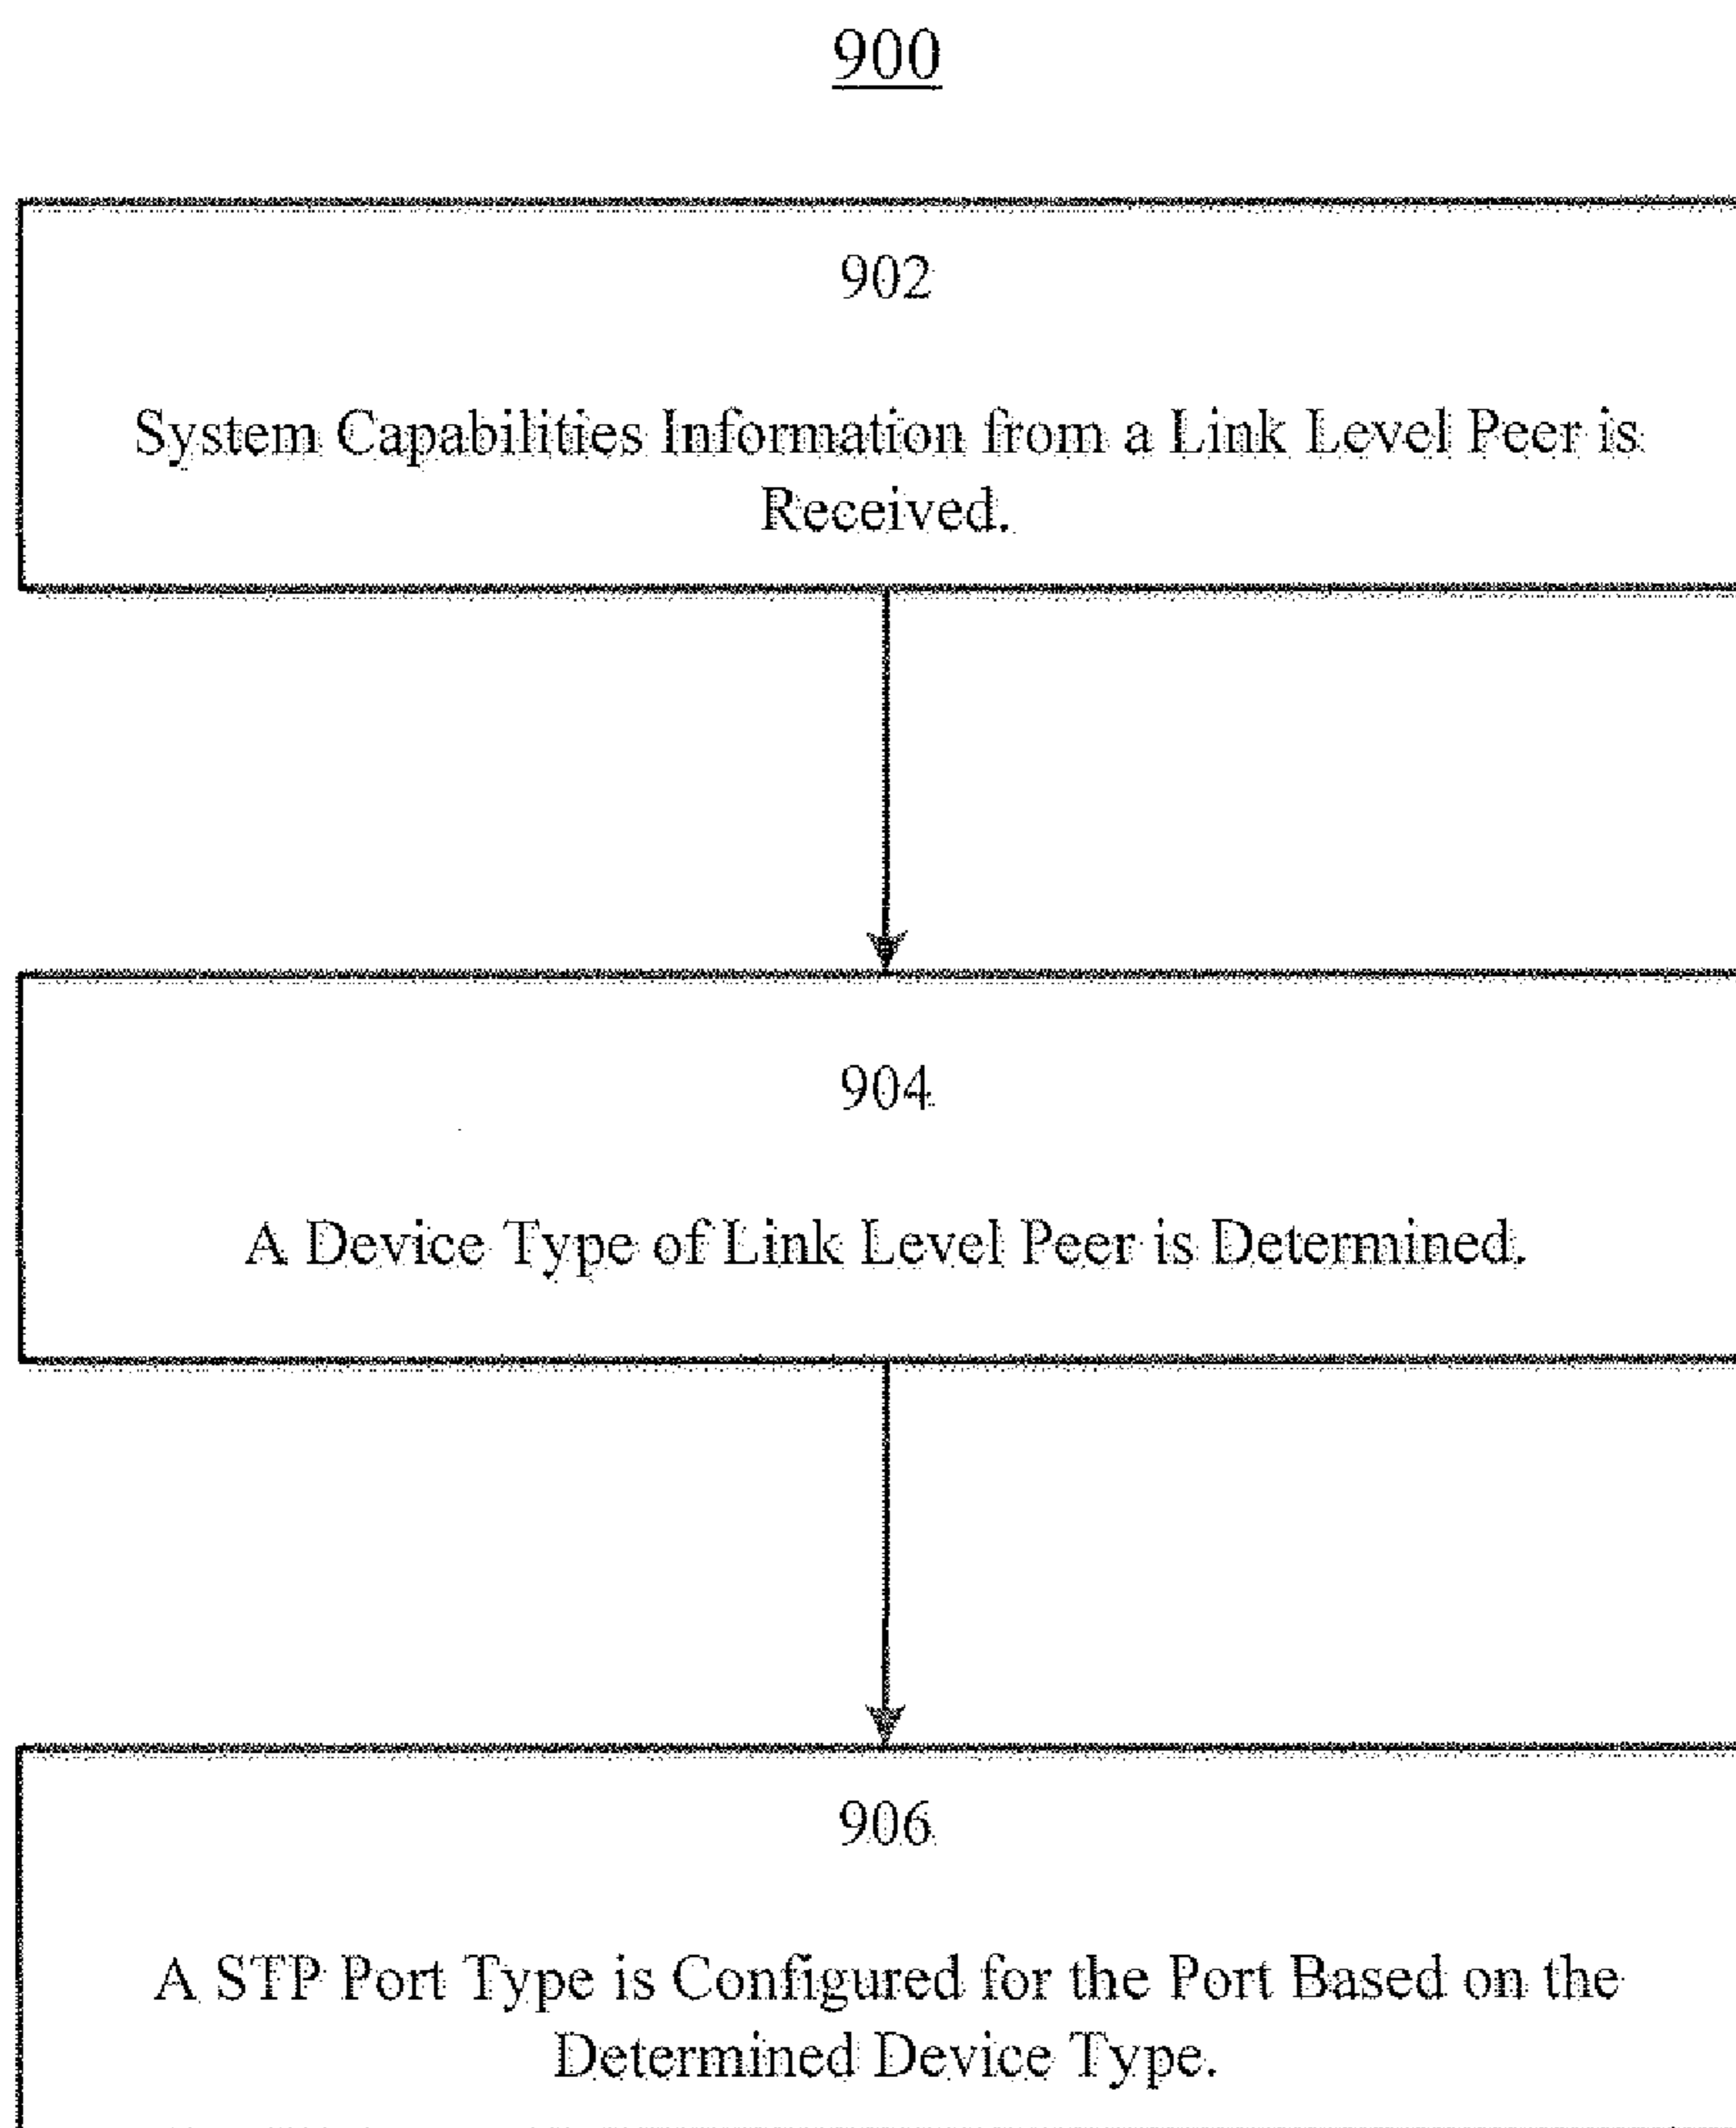 900
902
System Capabilities Information from a Link Level Peer is
Received.
904
A Device Type of Link Level Peer is Determined.
906
A STP Port Type is Configured for the Port Based on the
Determined Device Type.